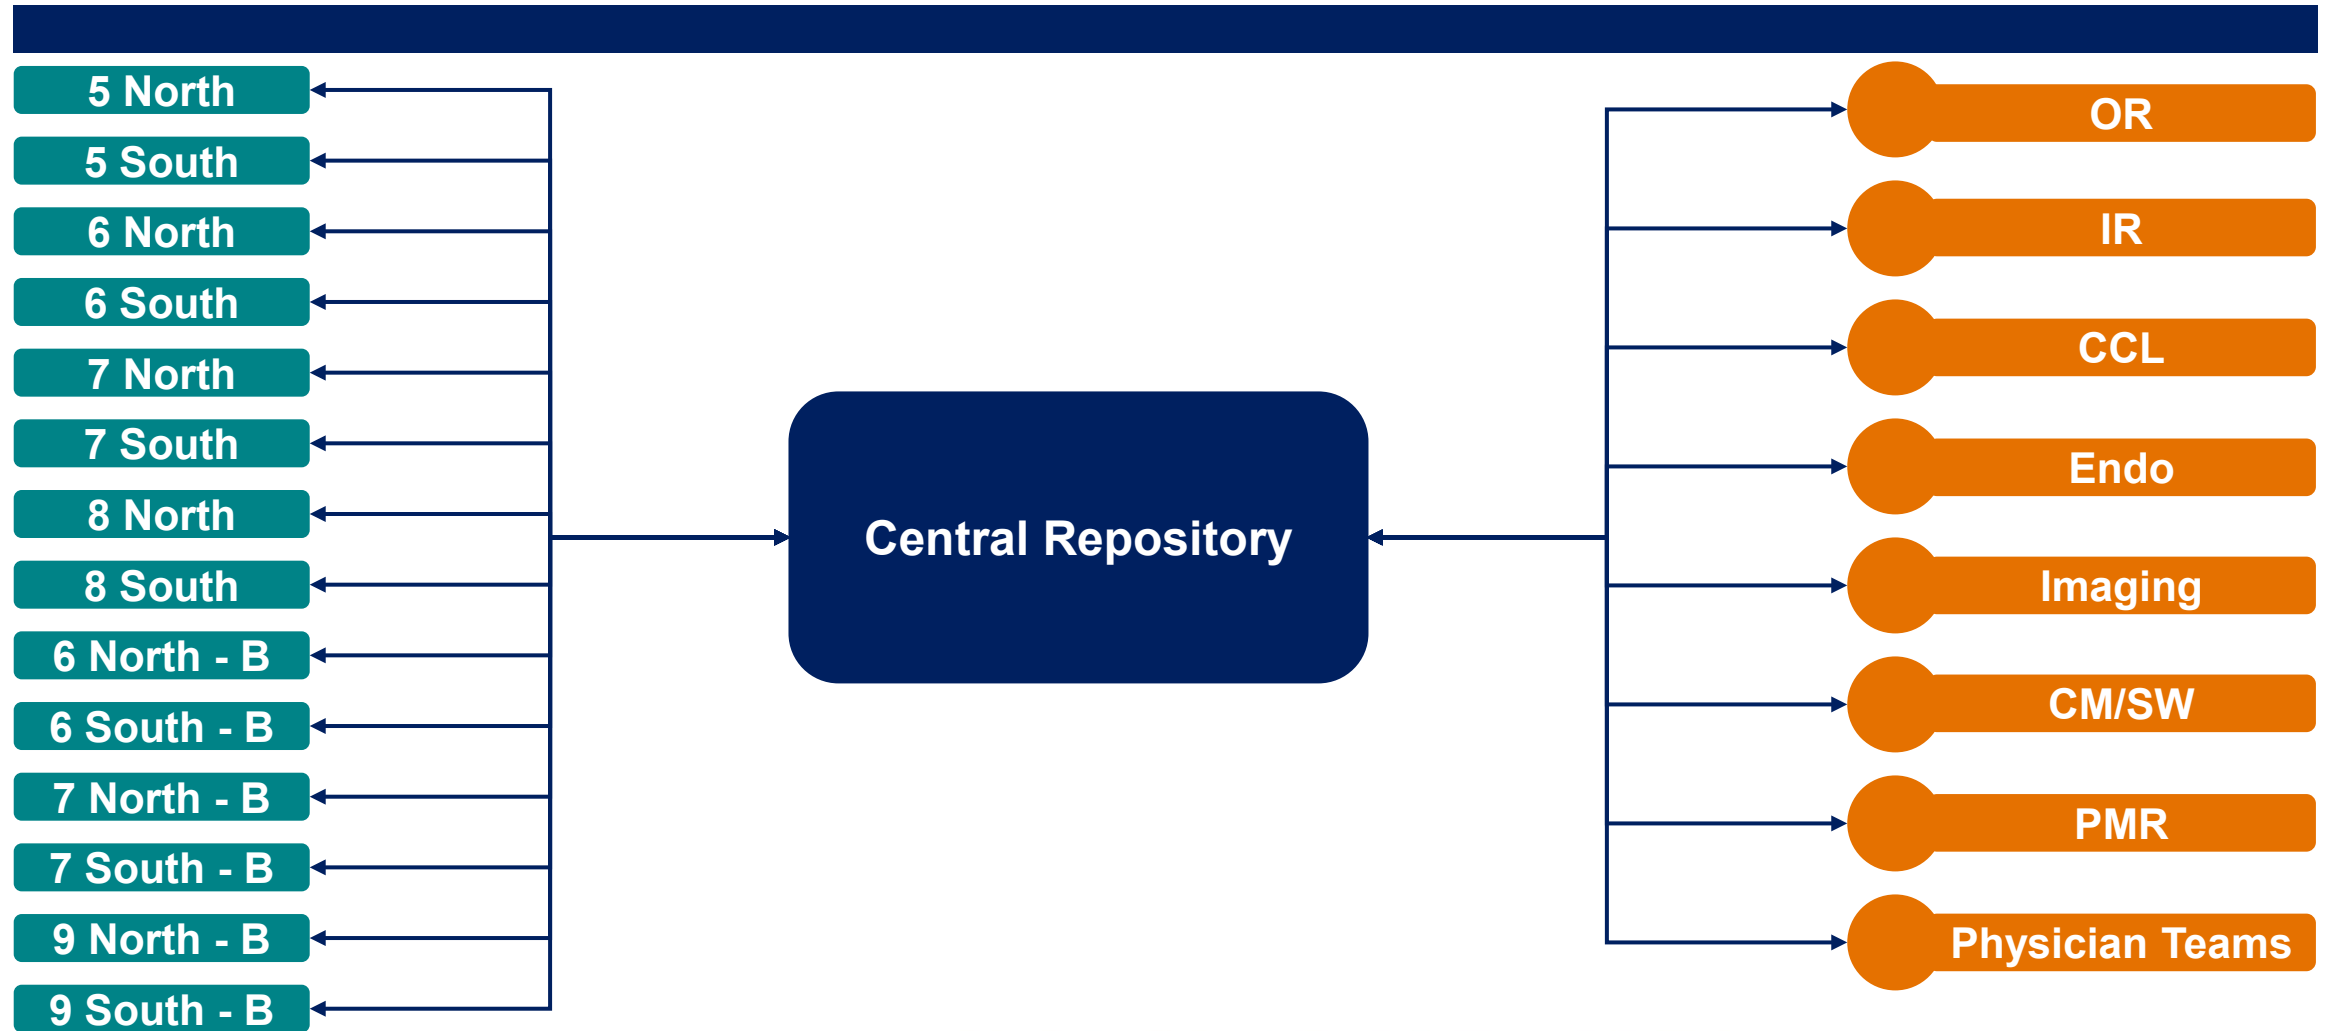 5 North
5 South
6 North
6 South
7 North
7 South
8 North
8 South
6 North - B
6 South - B
7 North - B
7 South - B
9 North - B
9 South - B
Central Repository
OR
IR
CCL
Endo
Imaging
CM/SW
PMR
Physician Teams